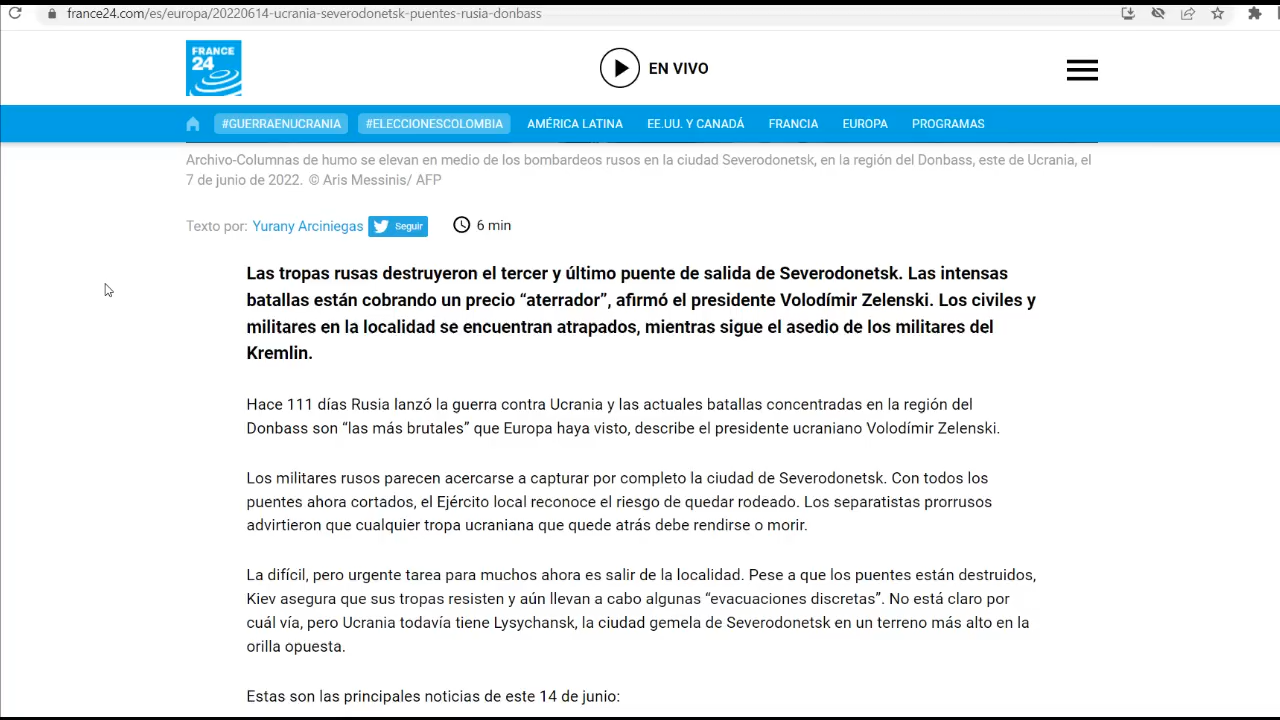 france24.com/es/europa/20220614-ucrania-severodonetsk-puentes-rusia-donbass
FRANCE
24
EN VIVO
#GUERRAENUCRANIA #ELECCIONESCOLOMBIA AMÉRICA LATINA EE.UU. Y CANADÁ FRANCIA EUROPA PROGRAMAS
Archivo-Columnas de humo se elevan en medio de los bombardeos rusos en la ciudad Severodonetsk, en la región del Donbass, este de Ucrania, el
7 de junio de 2022. © Aris Messinis/ AFP
Texto por: Yurany Arciniegas Seguir 6 min
Las tropas rusas destruyeron el tercer y último puente de salida de Severodonetsk. Las intensas
batallas están cobrando un precio “aterrador”, afirmó el presidente Volodímir Zelenski. Los civiles y
militares en la localidad se encuentran atrapados, mientras sigue el asedio de los militares del
Kremlin.
Hace 111 días Rusia lanzó la guerra contra Ucrania y las actuales batallas concentradas en la región del
Donbass son “las más brutales” que Europa haya visto, describe el presidente ucraniano Volodímir Zelenski.
Los militares rusos parecen acercarse a capturar por completo la ciudad de Severodonetsk. Con todos los
puentes ahora cortados, el Ejército local reconoce el riesgo de quedar rodeado. Los separatistas prorrusos
advirtieron que cualquier tropa ucraniana que quede atrás debe rendirse o morir.
La difícil, pero urgente tarea para muchos ahora es salir de la localidad. Pese a que los puentes están destruidos,
Kiev asegura que sus tropas resisten y aún llevan a cabo algunas “evacuaciones discretas”. No está claro por
cuál vía, pero Ucrania todavía tiene Lysychansk, la ciudad gemela de Severodonetsk en un terreno más alto en la
orilla opuesta.
Estas son las principales noticias de este 14 de junio: